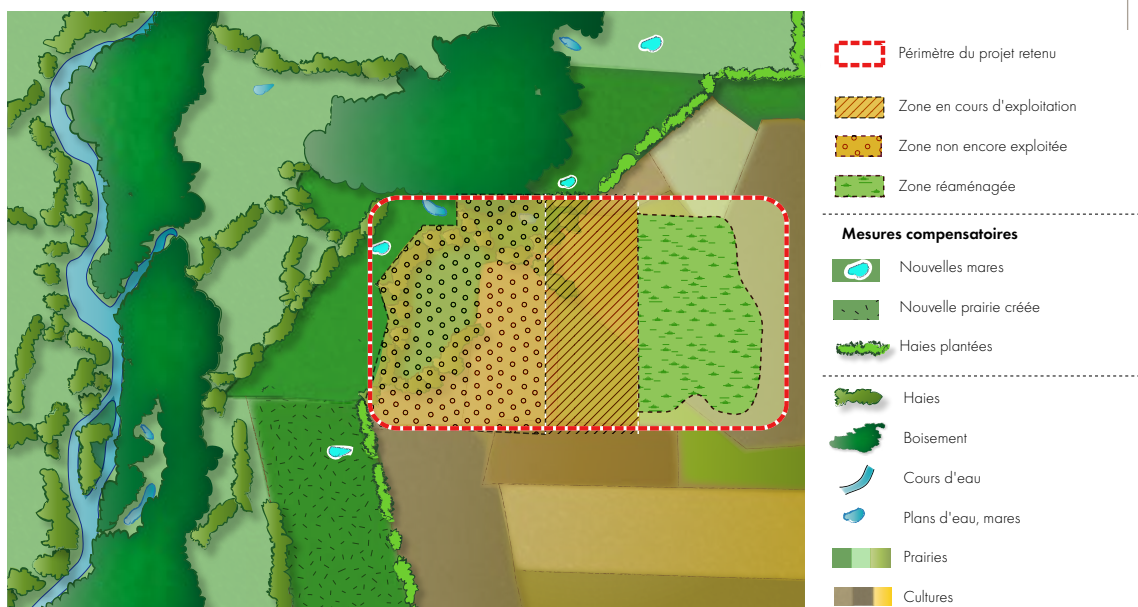 Périmètre du projet retenu
Zone en cours d'exploitation
Zone non encore exploitée
Zone réaménagée
Mesures compensatoires
Nouvelles mares
Nouvelle prairie créée
Haies plantées
Haies
Boisement
Cours d'eau
Plans d'eau, mares
Prairies
Cultures